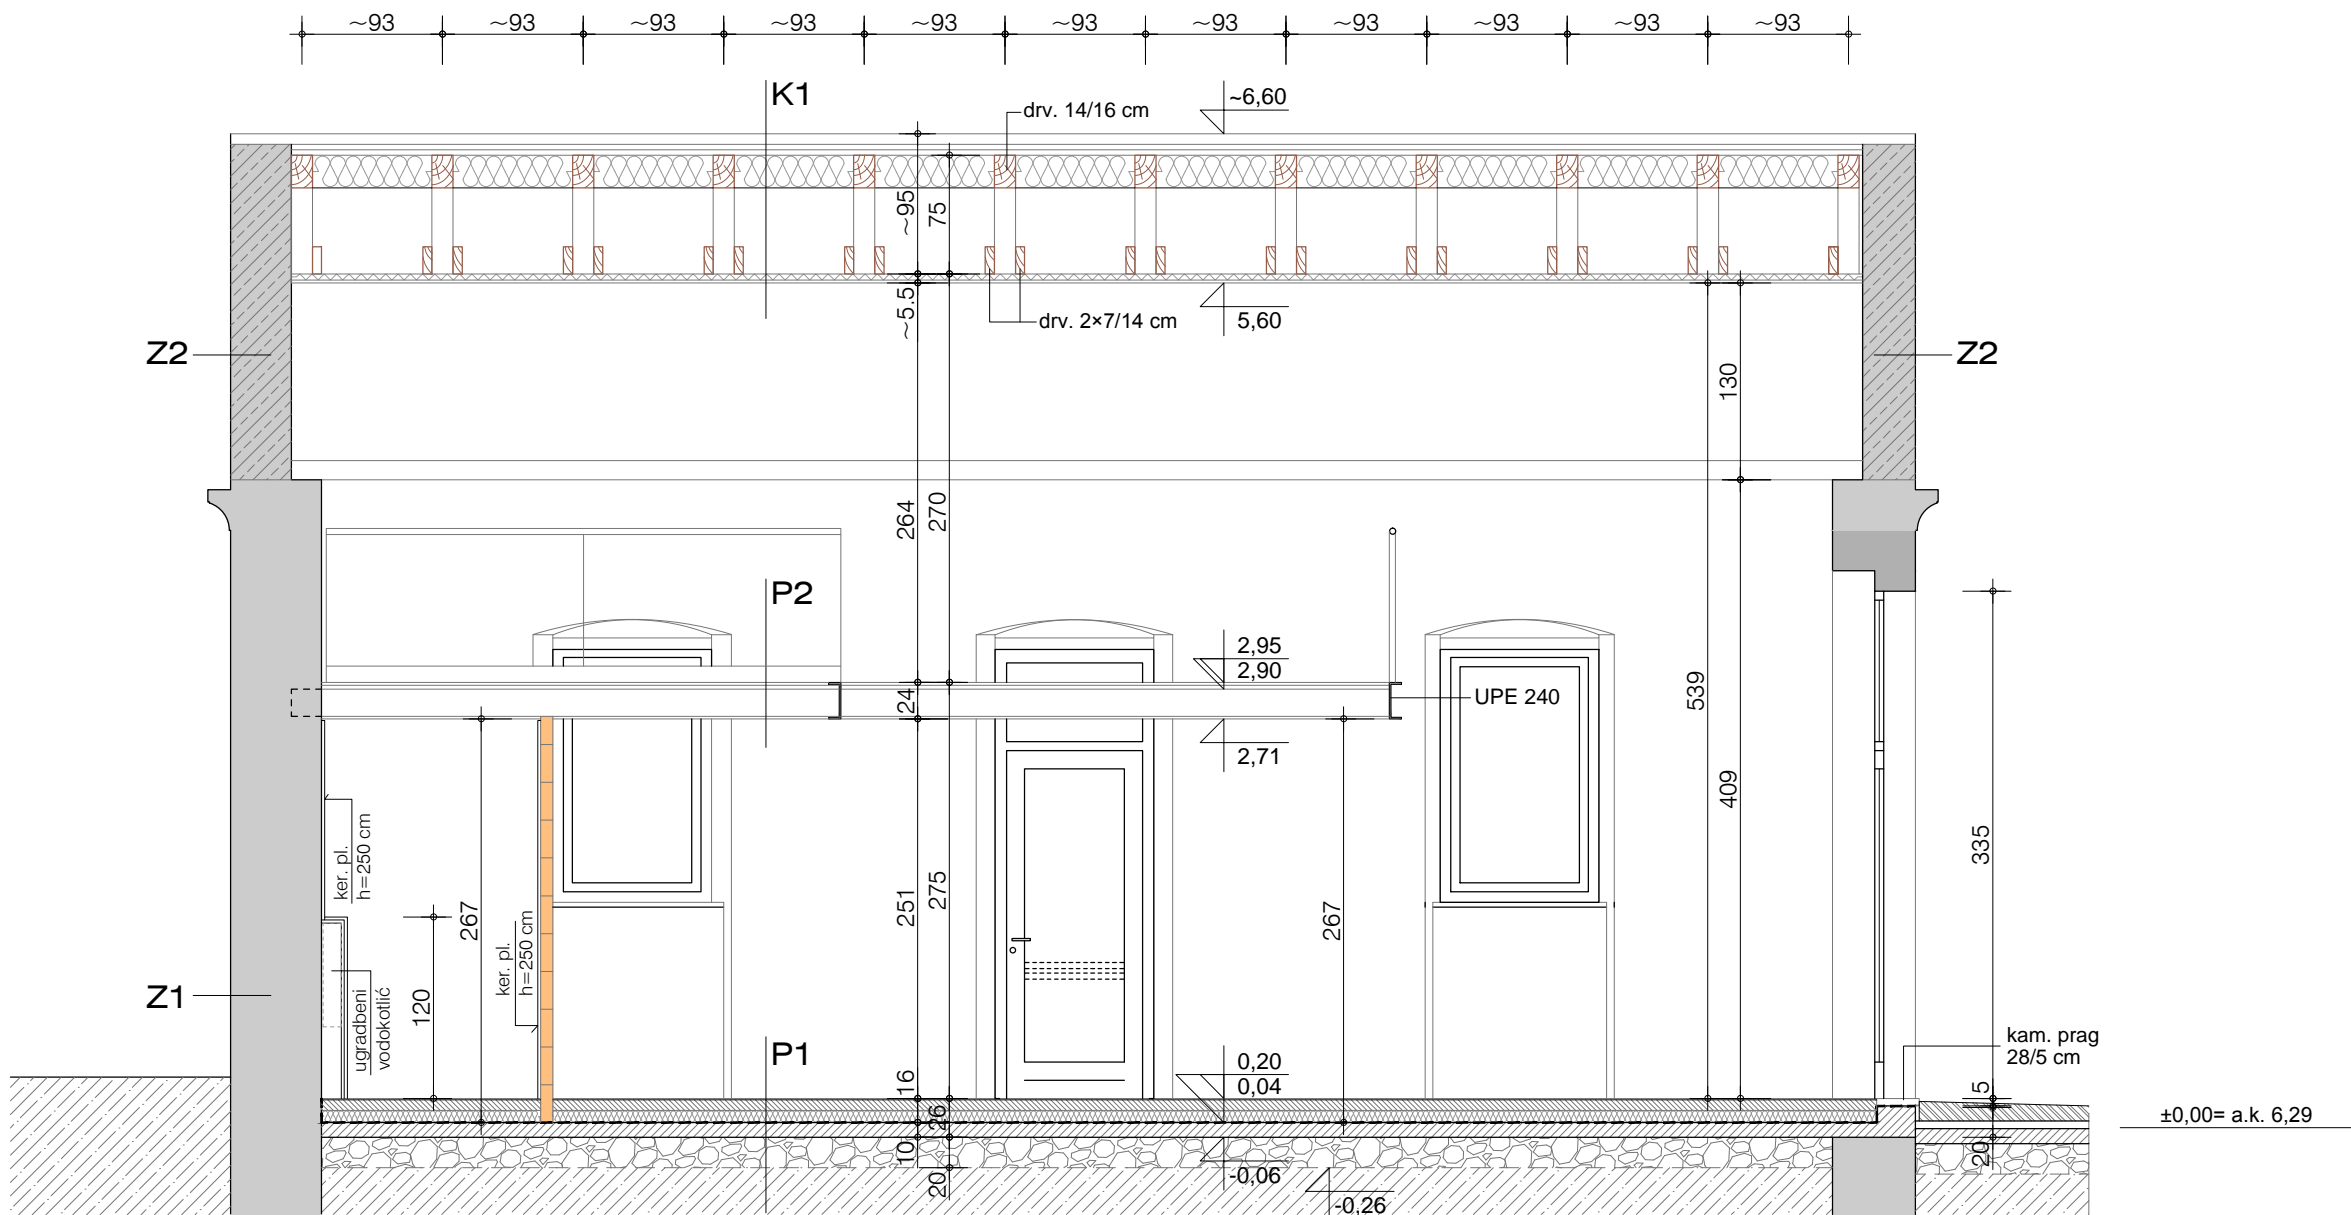 ~93 ~93 ~93 ~93 ~93 ~93 ~93 ~93 ~93 ~93 ~93
K1
~6,60
drv. 14/16 cm
~95
75
~5.5
5,60
drv. 2×7/14 cm
Z2
Z2
130
264
270
P2
2,95
2,90
24
UPE 240
539
2,71
409
335
ker. pl.
h=250 cm
267
251
275
267
ker. pl.
h=250 cm
120
ugradbeni
vodokotlić
Z1
P1
0,20
0,04
kam. prag
28/5 cm
16
26
5
±0,00= a.k. 6,29
10
20
-0,06
20
-0,26